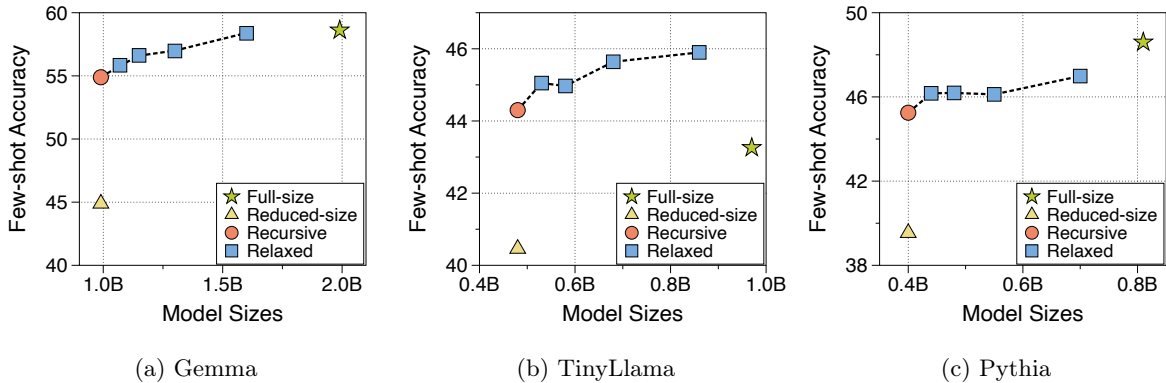 Few-shot Accuracy
60
55
50
45
40
1.0B
1.5B
2.0B
Model Sizes
Full-size
Reduced-size
Recursive
Relaxed
(a) Gemma
Few-shot Accuracy
46
44
42
40
0.4B
0.6B
0.8B
1.0B
Model Sizes
Full-size
Reduced-size
Recursive
Relaxed
(b) TinyLlama
Few-shot Accuracy
50
46
42
38
0.4B
0.6B
0.8B
Model Sizes
Full-size
Reduced-size
Recursive
Relaxed
(c) Pythia